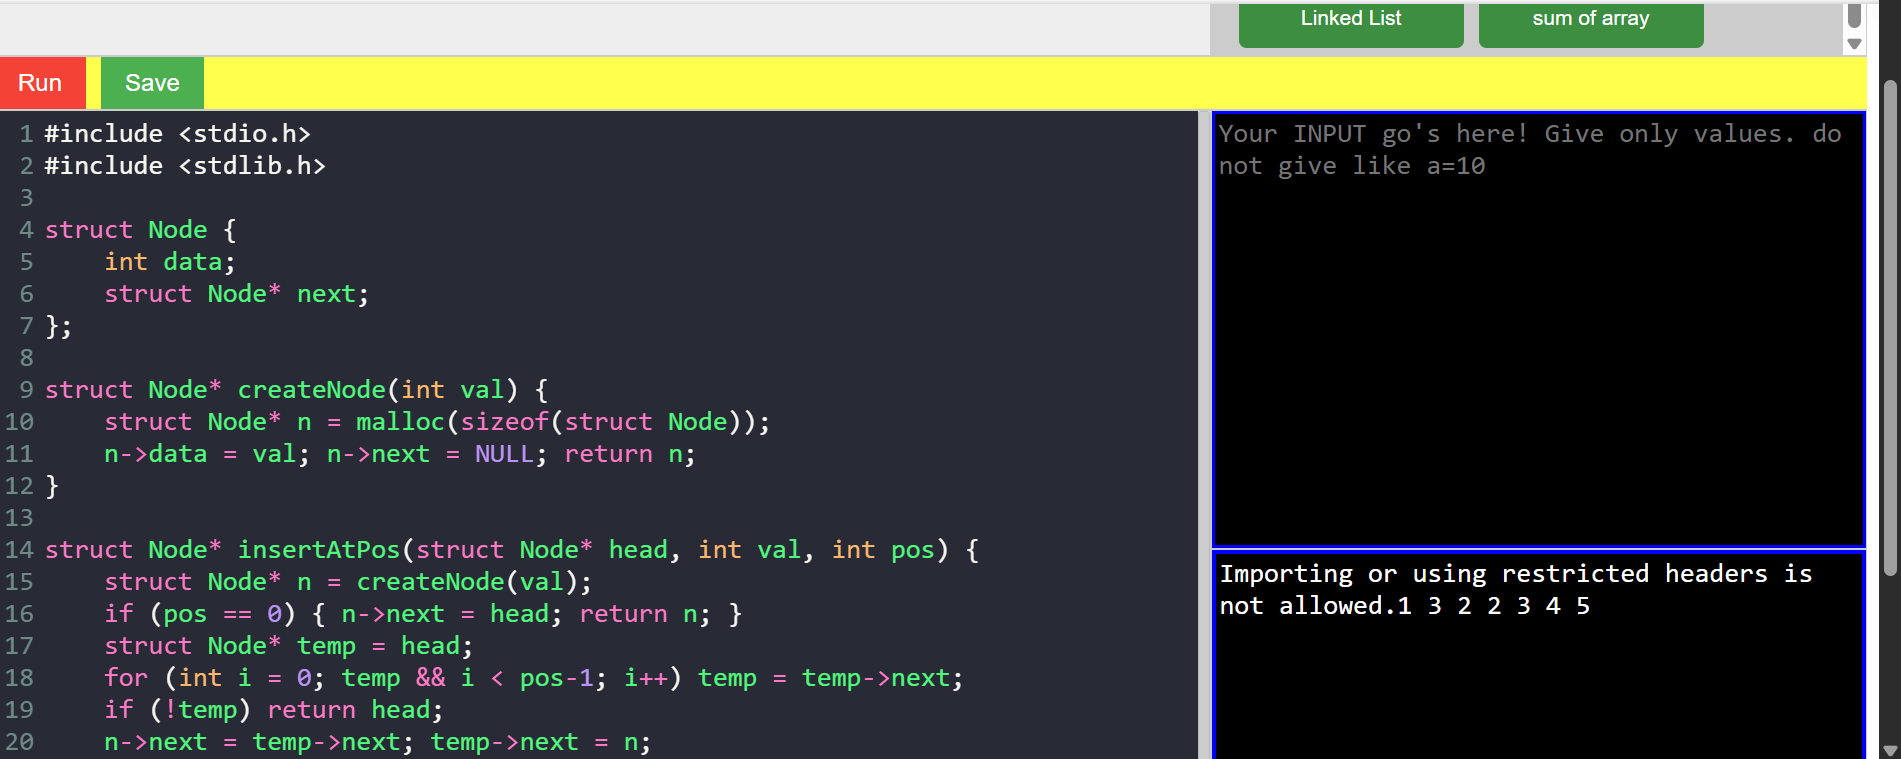 Linked List
sum of array
Run
Save
1 #include <stdio.h>
2 #include <stdlib.h>
3
4 struct Node {
5     int data;
6     struct Node* next;
7 };
8
9 struct Node* createNode(int val) {
10     struct Node* n = malloc(sizeof(struct Node));
11     n->data = val; n->next = NULL; return n;
12 }
13
14 struct Node* insertAtPos(struct Node* head, int val, int pos) {
15     struct Node* n = createNode(val);
16     if (pos == 0) { n->next = head; return n; }
17     struct Node* temp = head;
18     for (int i = 0; temp && i < pos-1; i++) temp = temp->next;
19     if (!temp) return head;
20     n->next = temp->next; temp->next = n;
Your INPUT go's here! Give only values. do
not give like a=10
Importing or using restricted headers is
not allowed.1 3 2 2 3 4 5